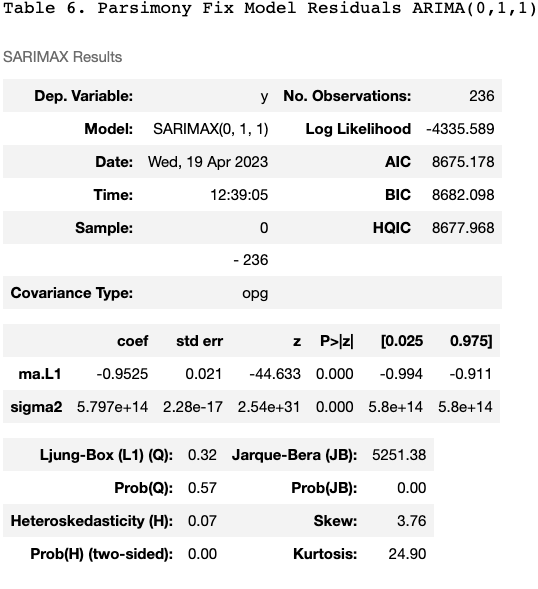 Table 6. Parsimony Fix Model Residuals ARIMA(0,1,1)
SARIMAX Results
Dep. Variable: y No. Observations: 236
Model: SARIMAX(0, 1, 1) Log Likelihood -4335.589
Date: Wed, 19 Apr 2023 AIC 8675.178
Time: 12:39:05 BIC 8682.098
Sample: 0 HQIC 8677.968
- 236
Covariance Type: opg
coef std err z P>|z| [0.025 0.975]
ma.L1 -0.9525 0.021 -44.633 0.000 -0.994 -0.911
sigma2 5.797e+14 2.28e-17 2.54e+31 0.000 5.8e+14 5.8e+14
Ljung-Box (L1) (Q): 0.32 Jarque-Bera (JB): 5251.38
Prob(Q): 0.57 Prob(JB): 0.00
Heteroskedasticity (H): 0.07 Skew: 3.76
Prob(H) (two-sided): 0.00 Kurtosis: 24.90